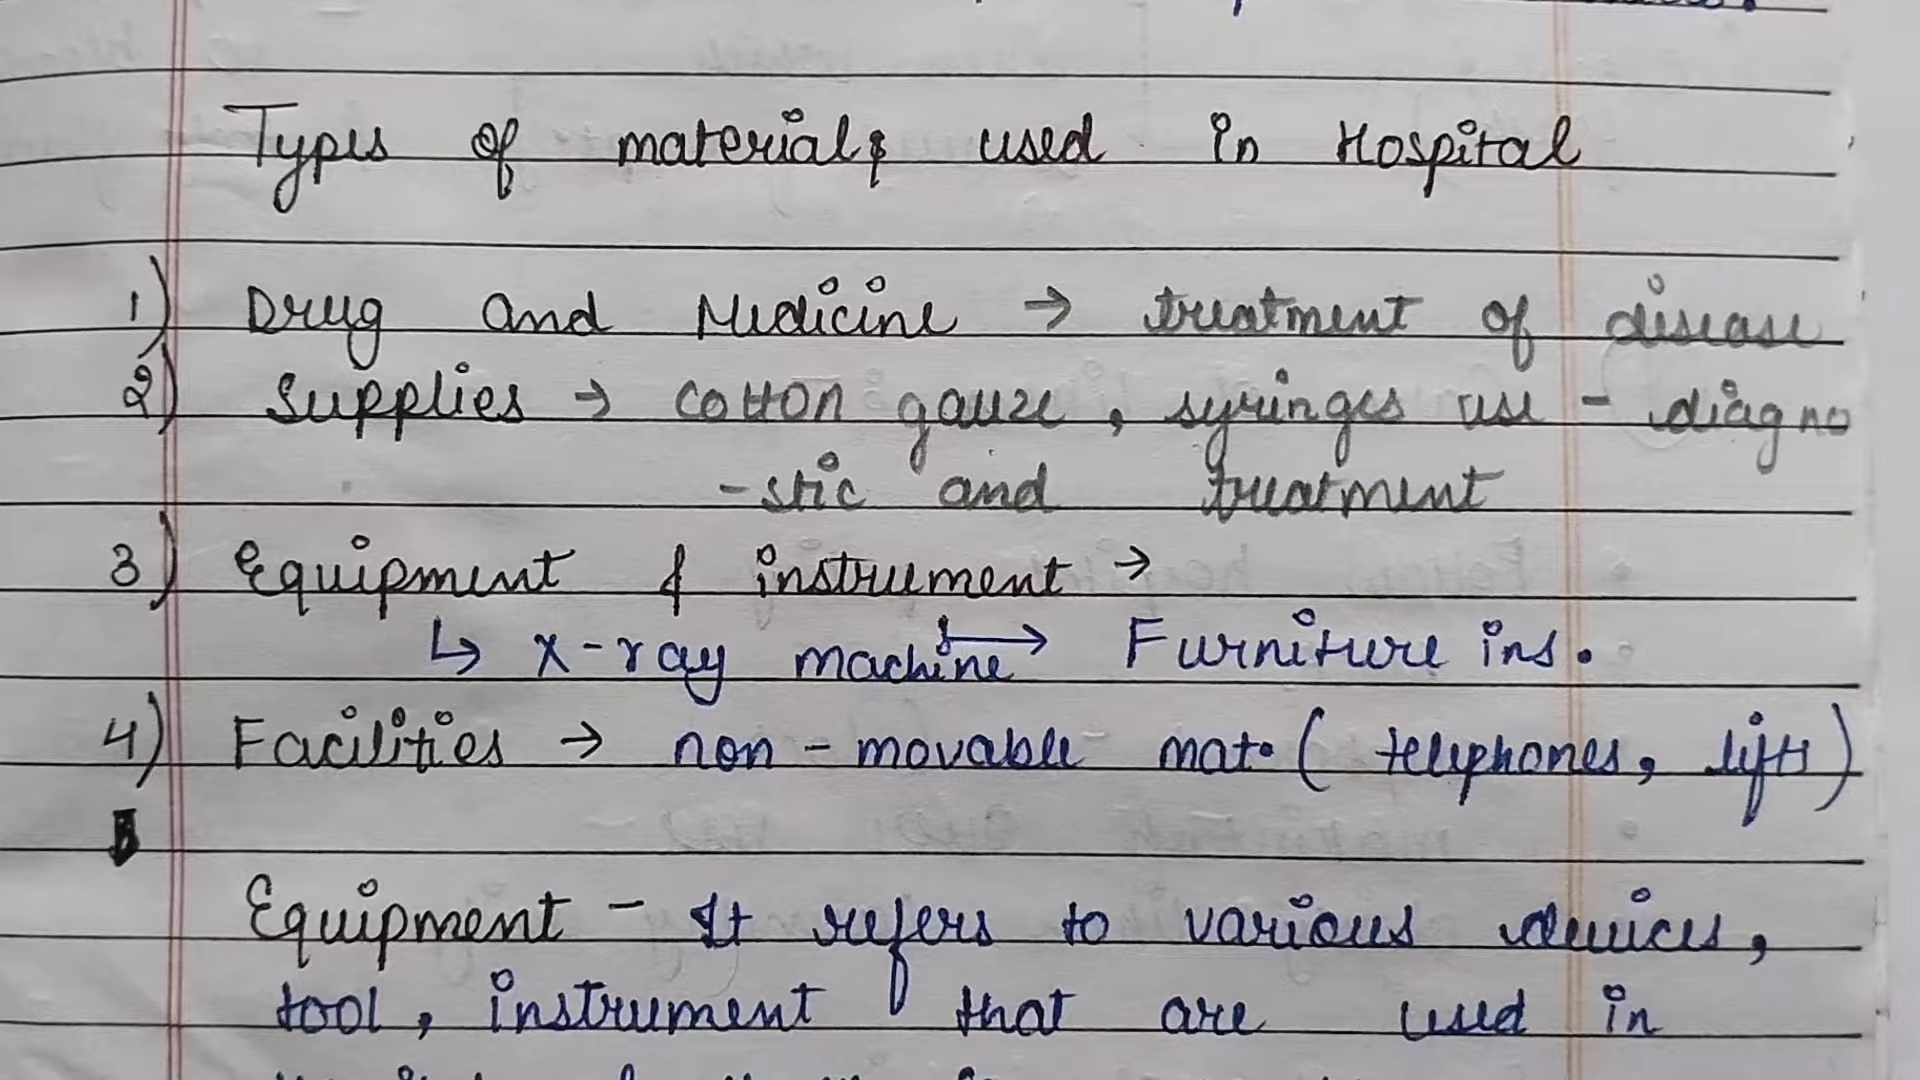 Types of materials used in Hospital
1) Drug and Medicine → treatment of disease
2) Supplies → cotton gauze, syringes use - diagno
-stic and treatment
3) Equipment & instrument →
↳ x-ray machine → Furniture ins.
4) Facilities → non-movable mat. ( telephones, lifts)
Equipment - It refers to various devices,
tool, instrument that are used in